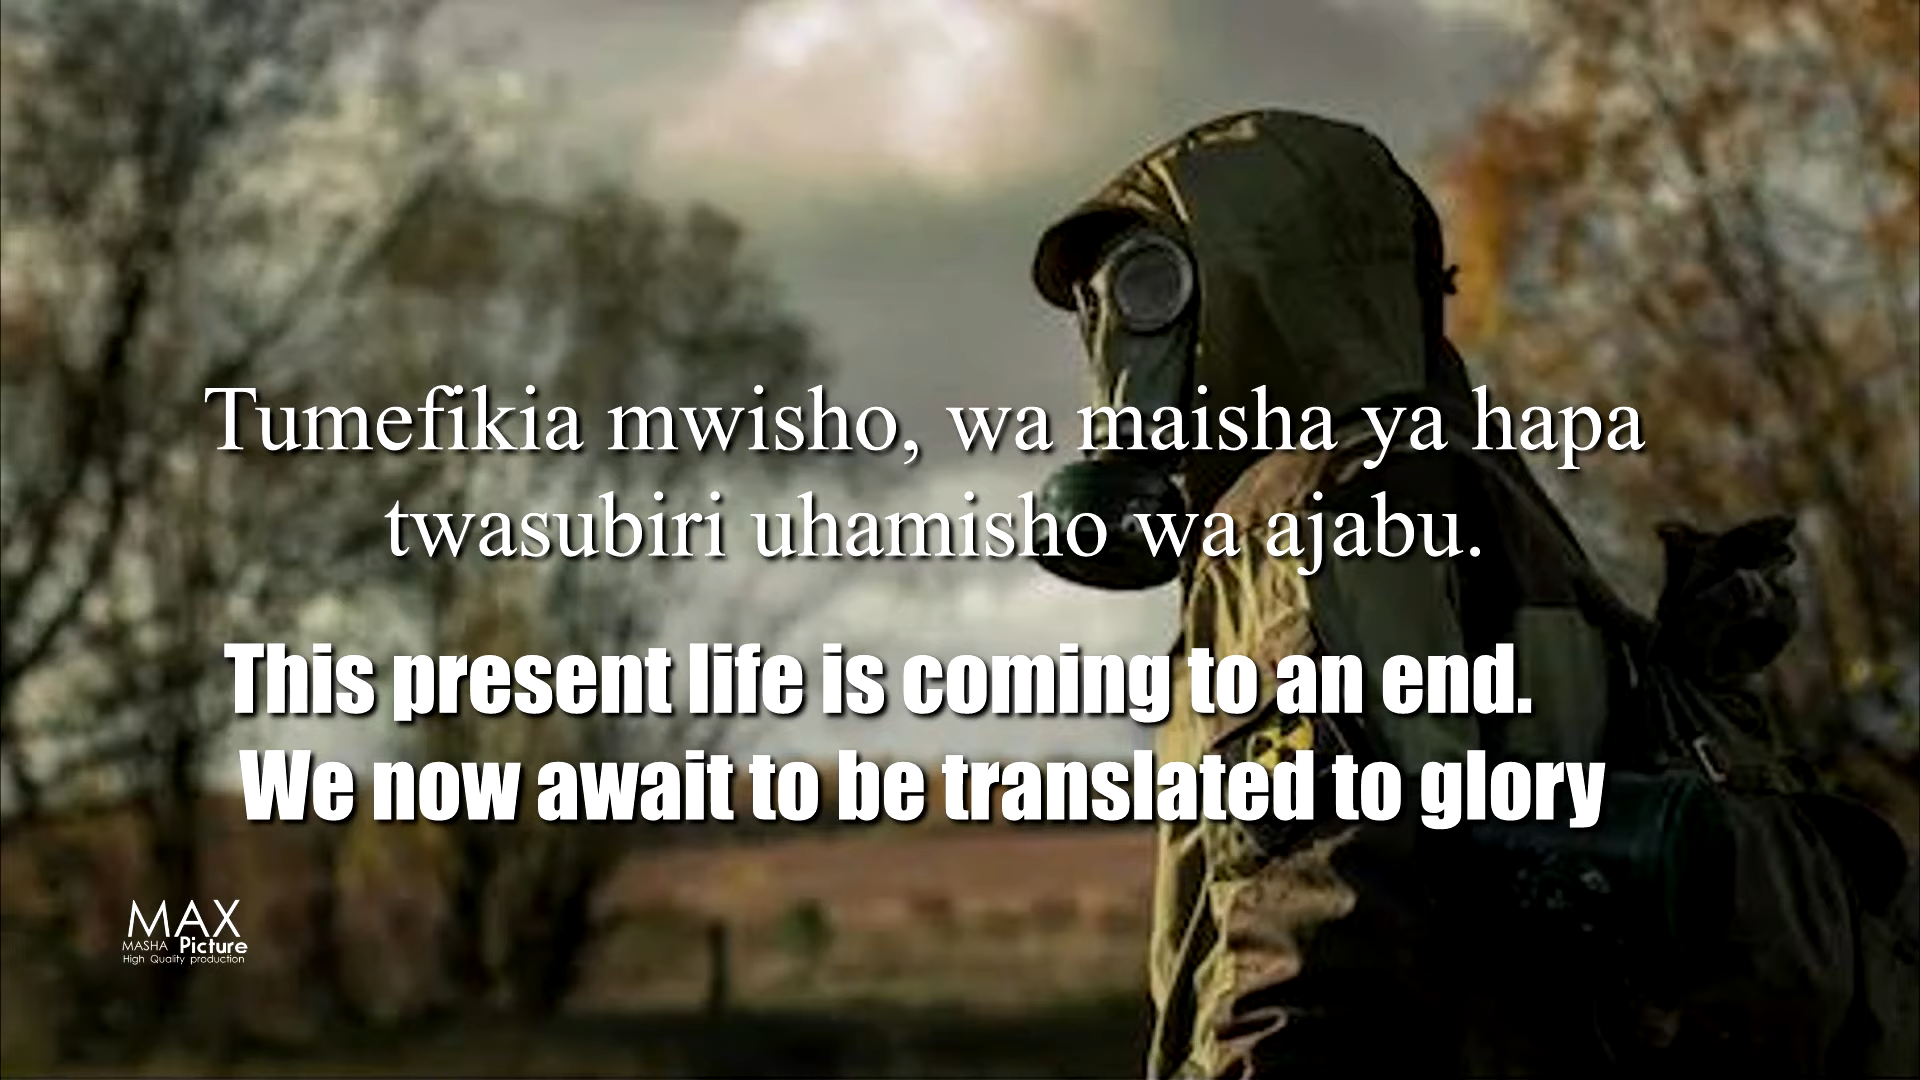 Tumefikia mwisho, wa maisha ya hapa
twasubiri uhamisho wa ajabu.
This present life is coming to an end.
We now await to be translated to glory
MAX
MASHA Picture
High Quality production